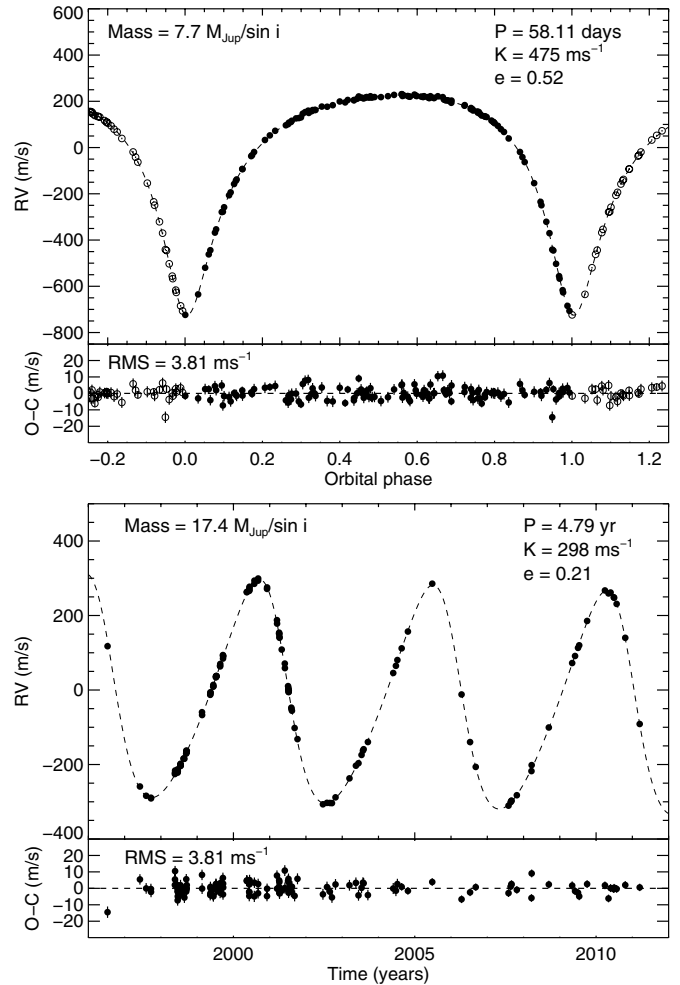 Mass = 7.7 M_Jup/sin i
P = 58.11 days
K = 475 ms⁻¹
e = 0.52
600
400
200
0
−200
−400
−600
−800
RV (m/s)
RMS = 3.81 ms⁻¹
20
10
0
−10
−20
O−C (m/s)
−0.2 0.0 0.2 0.4 0.6 0.8 1.0 1.2
Orbital phase
Mass = 17.4 M_Jup/sin i
P = 4.79 yr
K = 298 ms⁻¹
e = 0.21
400
200
0
−200
−400
RV (m/s)
RMS = 3.81 ms⁻¹
20
10
0
−10
−20
O−C (m/s)
2000 2005 2010
Time (years)